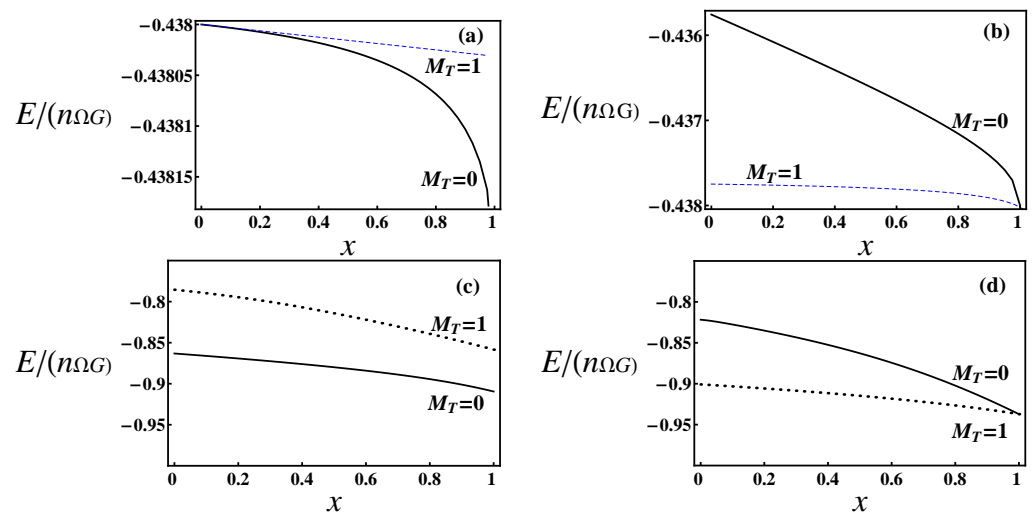 −0.438
(a)
M_T=1
−0.43805
E/(nΩG)
−0.4381
−0.43815
M_T=0
0 0.2 0.4 0.6 0.8 1
x
(b)
−0.436
E/(nΩG)
−0.437
M_T=0
M_T=1
−0.438
0 0.2 0.4 0.6 0.8 1
x
(c)
−0.8
M_T=1
−0.85
E/(nΩG)
−0.9
M_T=0
−0.95
0 0.2 0.4 0.6 0.8 1
x
(d)
−0.8
−0.85
E/(nΩG)
M_T=0
−0.9
−0.95
M_T=1
0 0.2 0.4 0.6 0.8 1
x